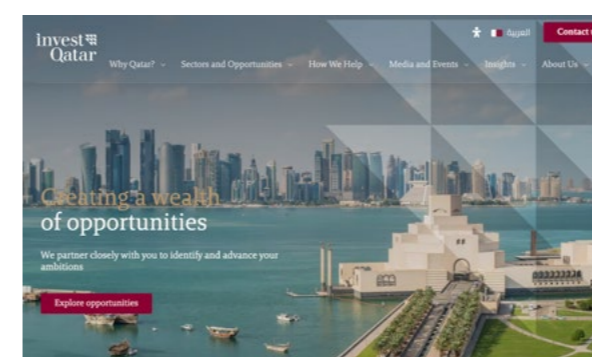 invest
Qatar
العربية
Contact u
Why Qatar?
Sectors and Opportunities
How We Help
Media and Events
Insights
About Us
Creating a wealth
of opportunities
We partner closely with you to identify and advance your
ambitions
Explore opportunities